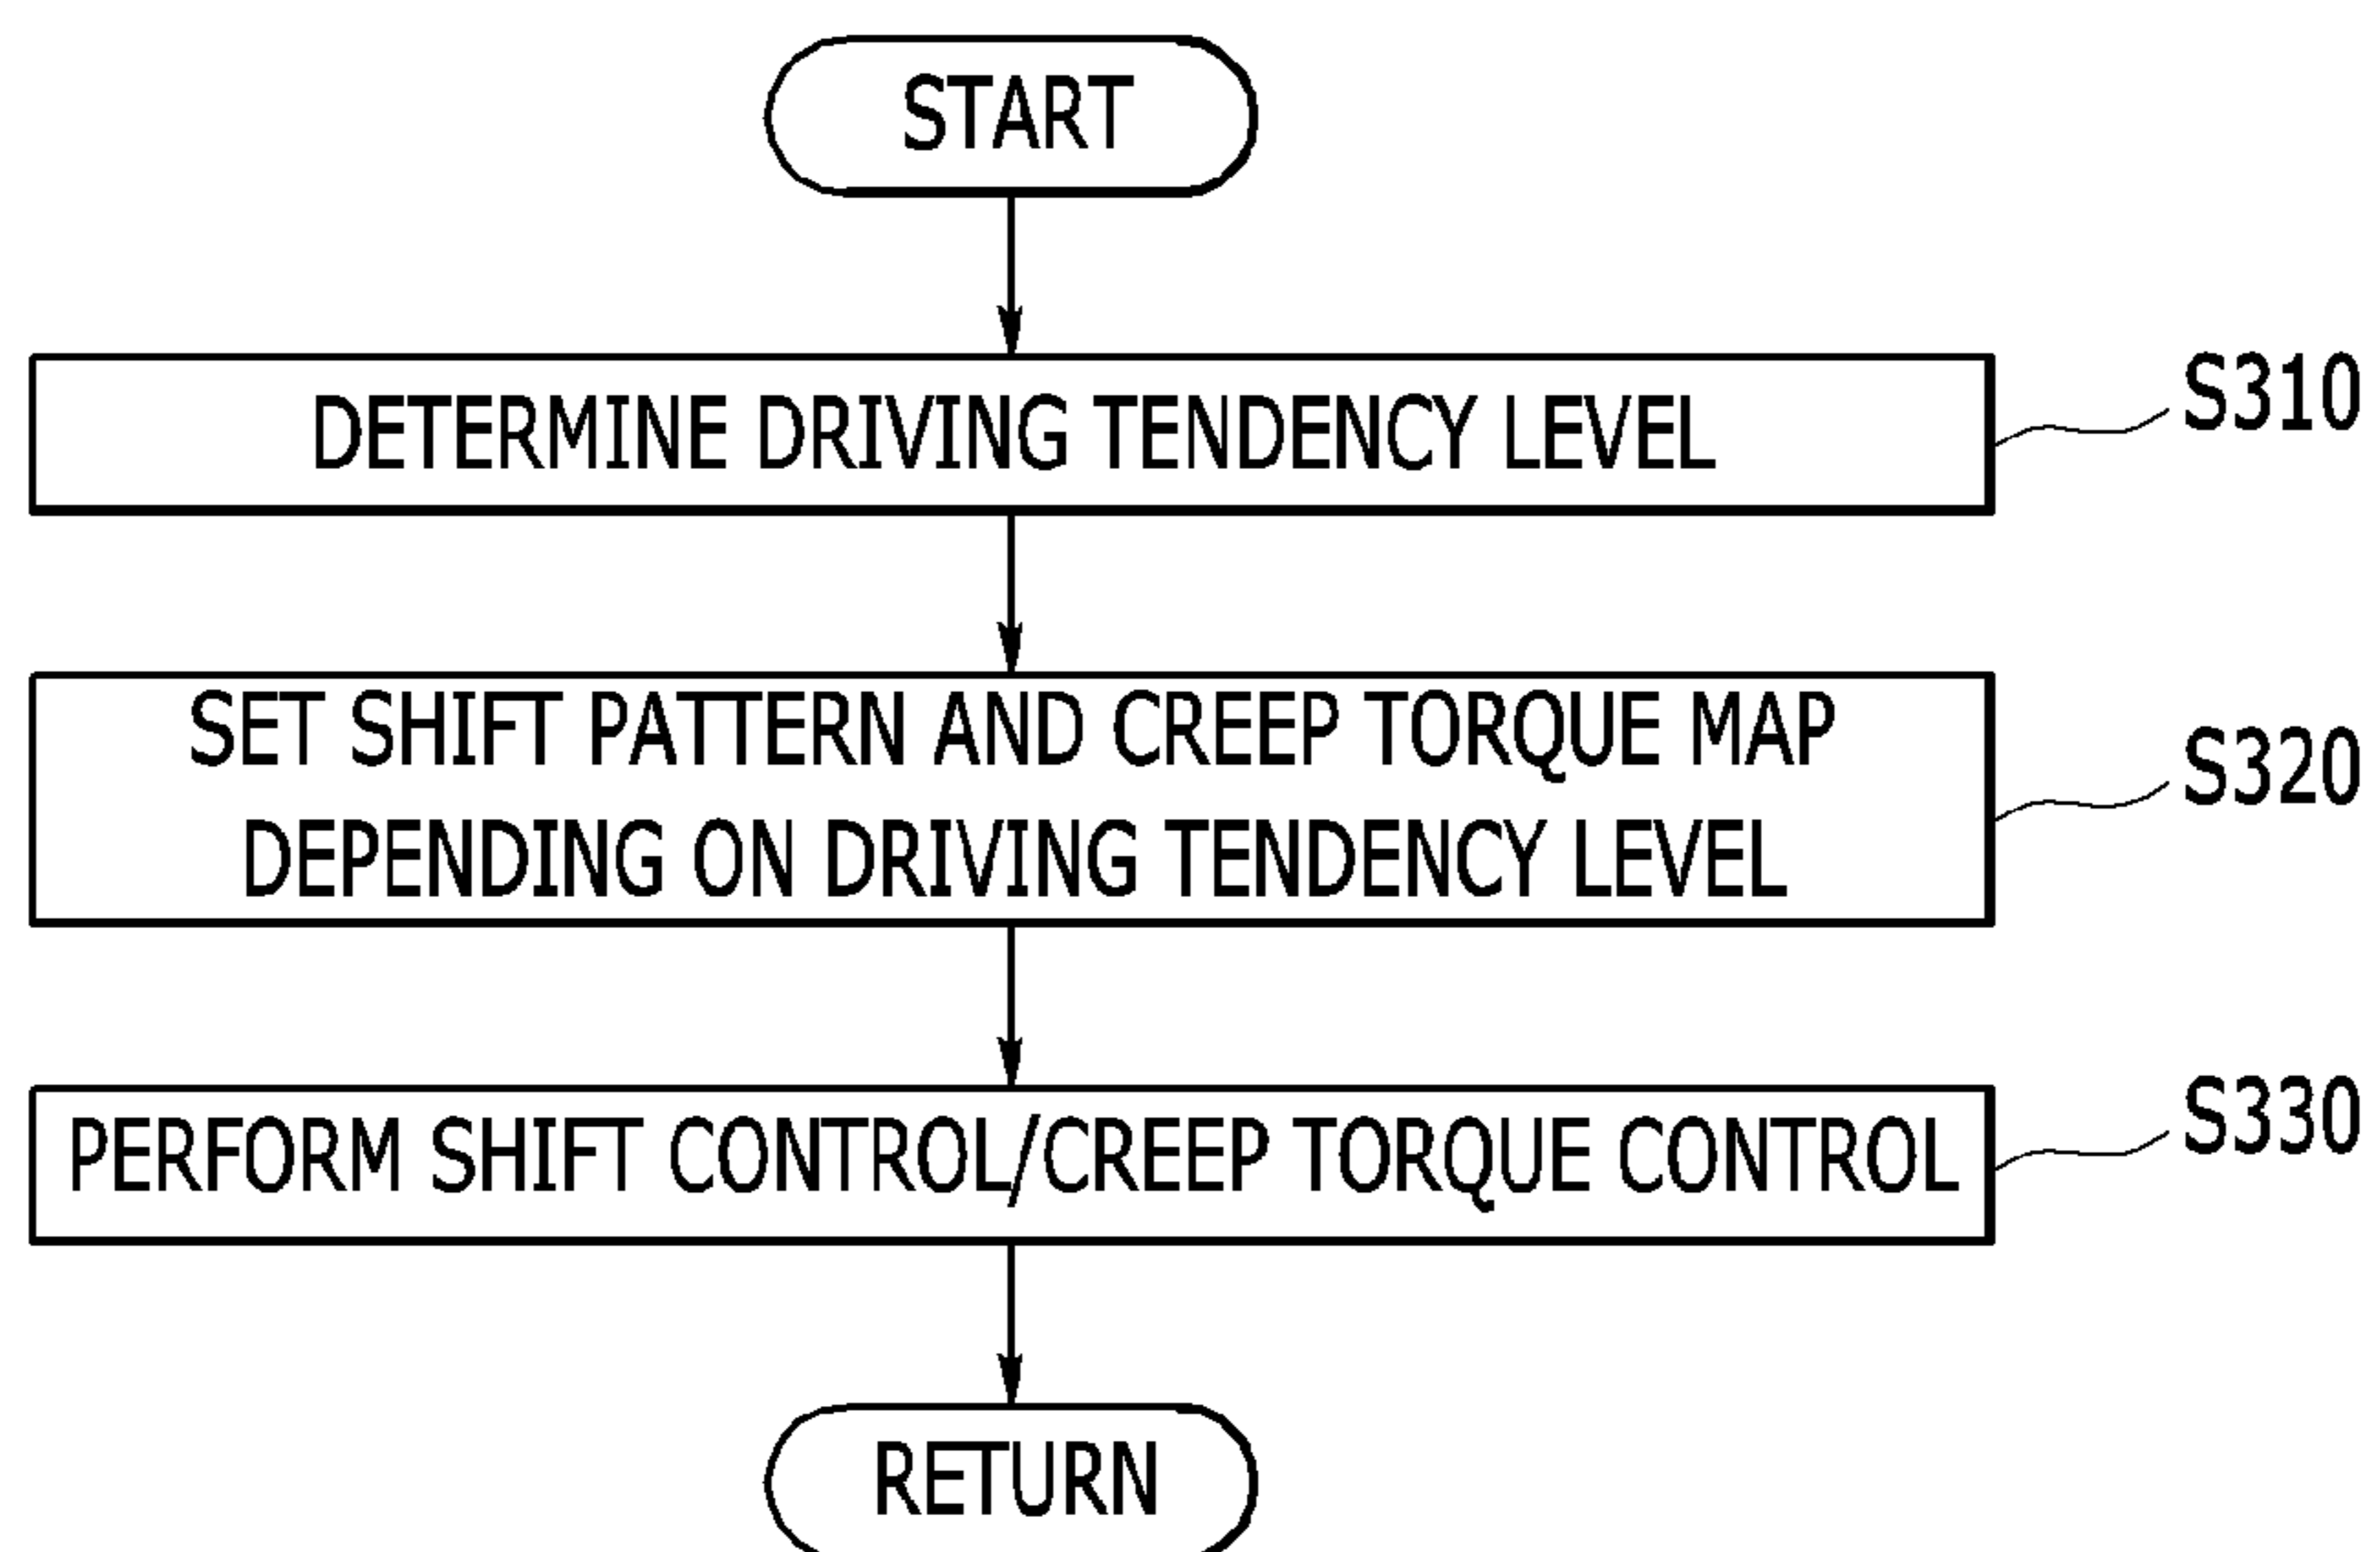 START
DETERMINE DRIVING TENDENCY LEVEL
S310
SET SHIFT PATTERN AND CREEP TORQUE MAP
DEPENDING ON DRIVING TENDENCY LEVEL
S320
PERFORM SHIFT CONTROL/CREEP TORQUE CONTROL
S330
RETURN